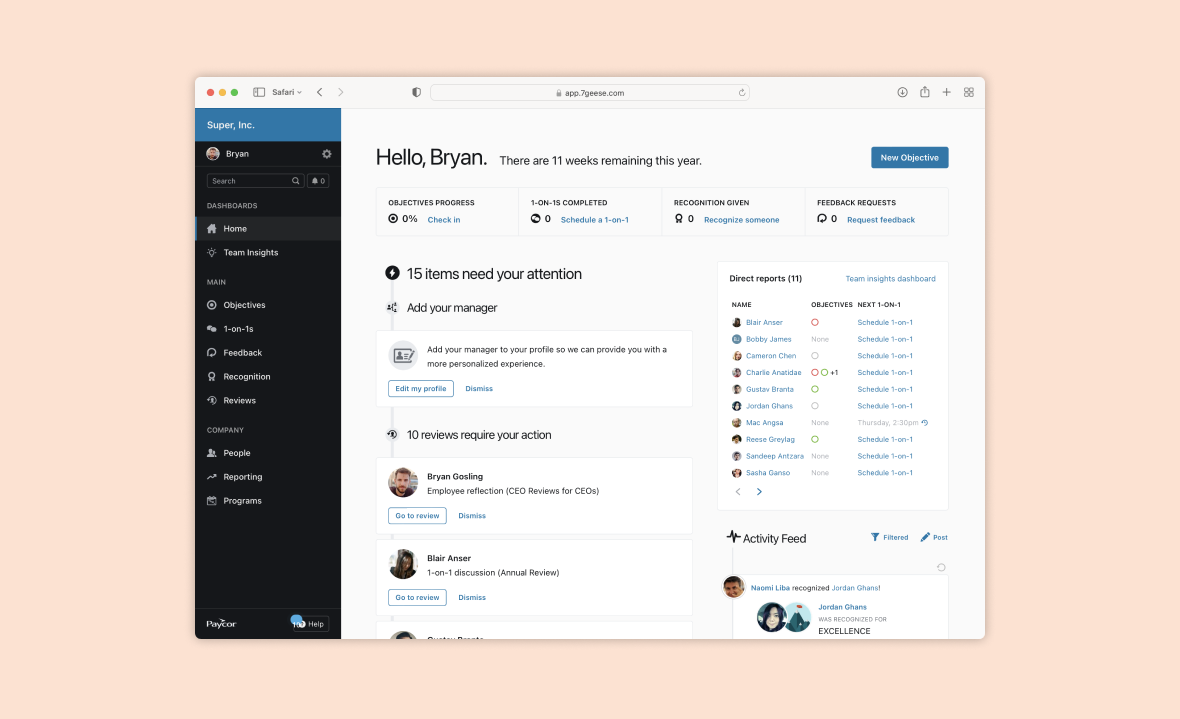 Safari
app.7geese.com
Super, Inc.
Bryan
Search
0
DASHBOARDS
Home
Team Insights
MAIN
Objectives
1-on-1s
Feedback
Recognition
Reviews
COMPANY
People
Reporting
Programs
Paycor
Help
Hello, Bryan. There are 11 weeks remaining this year.
New Objective
OBJECTIVES PROGRESS
0% Check in
1-ON-1S COMPLETED
0 Schedule a 1-on-1
RECOGNITION GIVEN
0 Recognize someone
FEEDBACK REQUESTS
0 Request feedback
15 items need your attention
Add your manager
Add your manager to your profile so we can provide you with a
more personalized experience.
Edit my profile Dismiss
10 reviews require your action
Bryan Gosling
Employee reflection (CEO Reviews for CEOs)
Go to review Dismiss
Blair Anser
1-on-1 discussion (Annual Review)
Go to review Dismiss
Direct reports (11) Team insights dashboard
NAME OBJECTIVES NEXT 1-ON-1
Blair Anser Schedule 1-on-1
Bobby James None Schedule 1-on-1
Cameron Chen Schedule 1-on-1
Charlie Anatidae +1 Schedule 1-on-1
Gustav Branta Schedule 1-on-1
Jordan Ghans Schedule 1-on-1
Mac Angsa None Thursday, 2:30pm
Reese Greylag Schedule 1-on-1
Sandeep Antzara None Schedule 1-on-1
Sasha Ganso None Schedule 1-on-1
Activity Feed Filtered Post
Naomi Liba recognized Jordan Ghans!
Jordan Ghans
WAS RECOGNIZED FOR
EXCELLENCE